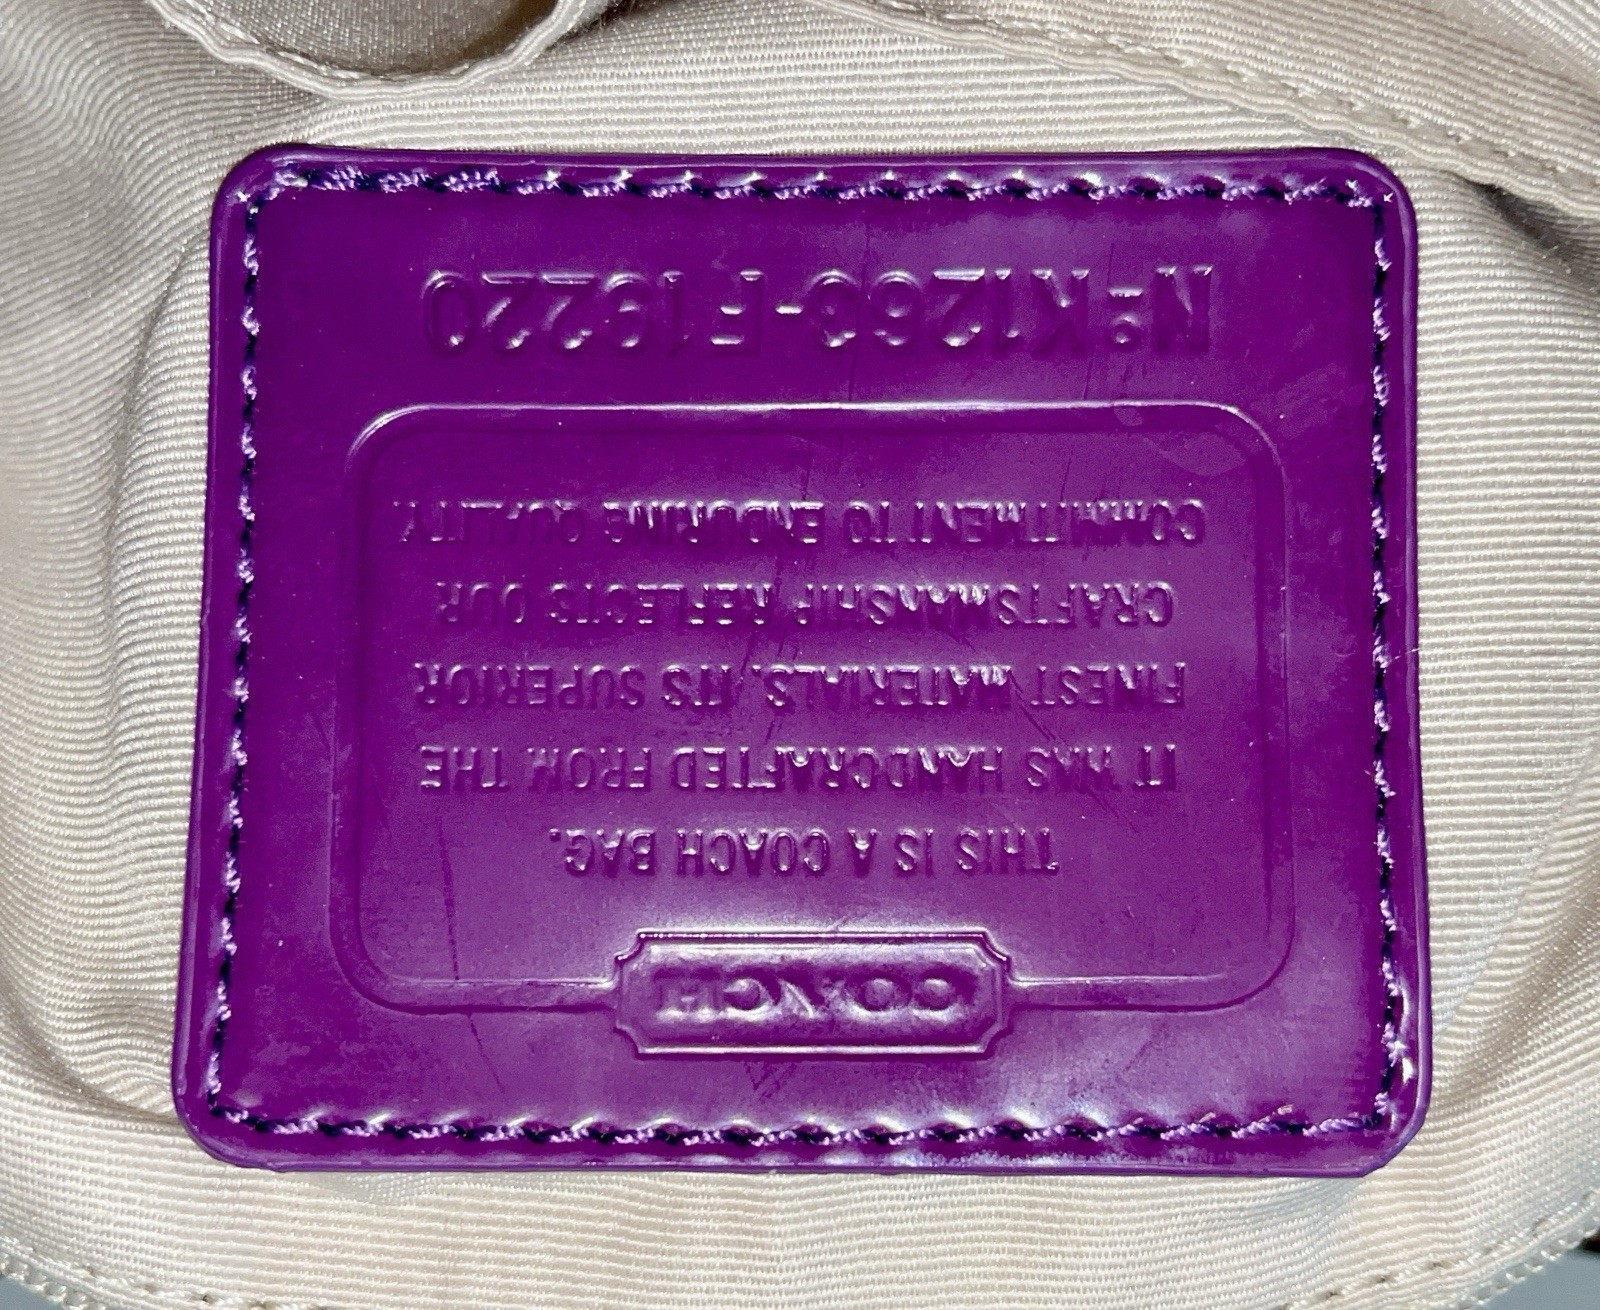 COACH
THIS IS A COACH BAG.
IT WAS HANDCRAFTED FROM THE
FINEST MATERIALS. ITS SUPERIOR
CRAFTSMANSHIP REFLECTS OUR
COMMITMENT TO ENDURING QUALITY.
Nº K1263-F19220